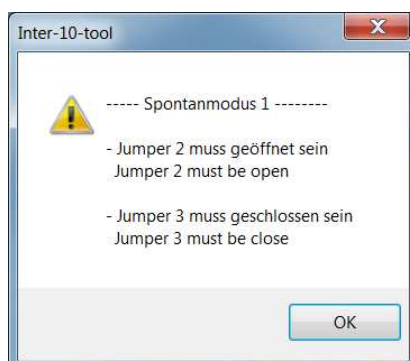 Inter-10-tool
----- Spontanmodus 1 --------
- Jumper 2 muss geöffnet sein
Jumper 2 must be open
- Jumper 3 muss geschlossen sein
Jumper 3 must be close
OK